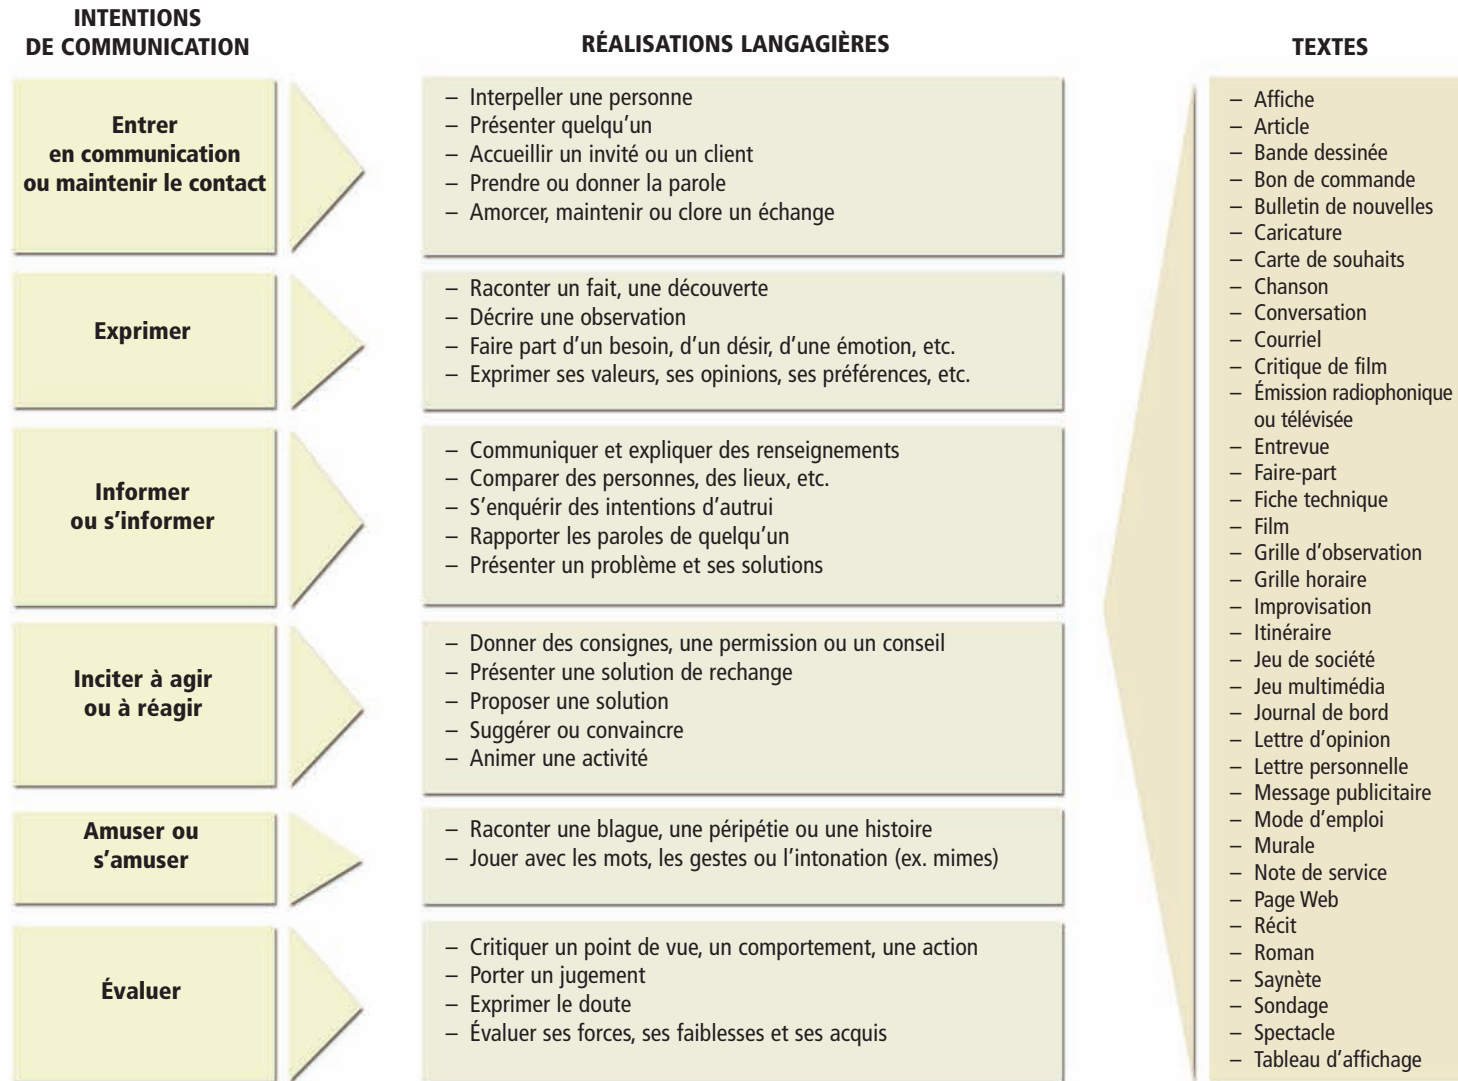 INTENTIONS
DE COMMUNICATION
RÉALISATIONS LANGAGIÈRES
TEXTES
Entrer
en communication
ou maintenir le contact
– Interpeller une personne
– Présenter quelqu’un
– Accueillir un invité ou un client
– Prendre ou donner la parole
– Amorcer, maintenir ou clore un échange
Exprimer
– Raconter un fait, une découverte
– Décrire une observation
– Faire part d’un besoin, d’un désir, d’une émotion, etc.
– Exprimer ses valeurs, ses opinions, ses préférences, etc.
Informer
ou s’informer
– Communiquer et expliquer des renseignements
– Comparer des personnes, des lieux, etc.
– S’enquérir des intentions d’autrui
– Rapporter les paroles de quelqu’un
– Présenter un problème et ses solutions
Inciter à agir
ou à réagir
– Donner des consignes, une permission ou un conseil
– Présenter une solution de rechange
– Proposer une solution
– Suggérer ou convaincre
– Animer une activité
Amuser ou
s’amuser
– Raconter une blague, une péripétie ou une histoire
– Jouer avec les mots, les gestes ou l’intonation (ex. mimes)
Évaluer
– Critiquer un point de vue, un comportement, une action
– Porter un jugement
– Exprimer le doute
– Évaluer ses forces, ses faiblesses et ses acquis
– Affiche
– Article
– Bande dessinée
– Bon de commande
– Bulletin de nouvelles
– Caricature
– Carte de souhaits
– Chanson
– Conversation
– Courriel
– Critique de film
– Émission radiophonique
ou télévisée
– Entrevue
– Faire-part
– Fiche technique
– Film
– Grille d’observation
– Grille horaire
– Improvisation
– Itinéraire
– Jeu de société
– Jeu multimédia
– Journal de bord
– Lettre d’opinion
– Lettre personnelle
– Message publicitaire
– Mode d’emploi
– Murale
– Note de service
– Page Web
– Récit
– Roman
– Saynète
– Sondage
– Spectacle
– Tableau d’affichage